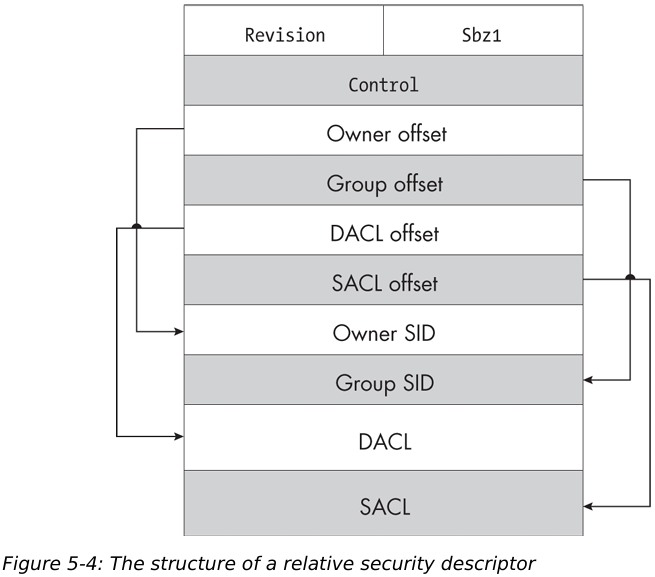 Revision Sbz1
Control
Owner offset
Group offset
DACL offset
SACL offset
Owner SID
Group SID
DACL
SACL
Figure 5-4: The structure of a relative security descriptor